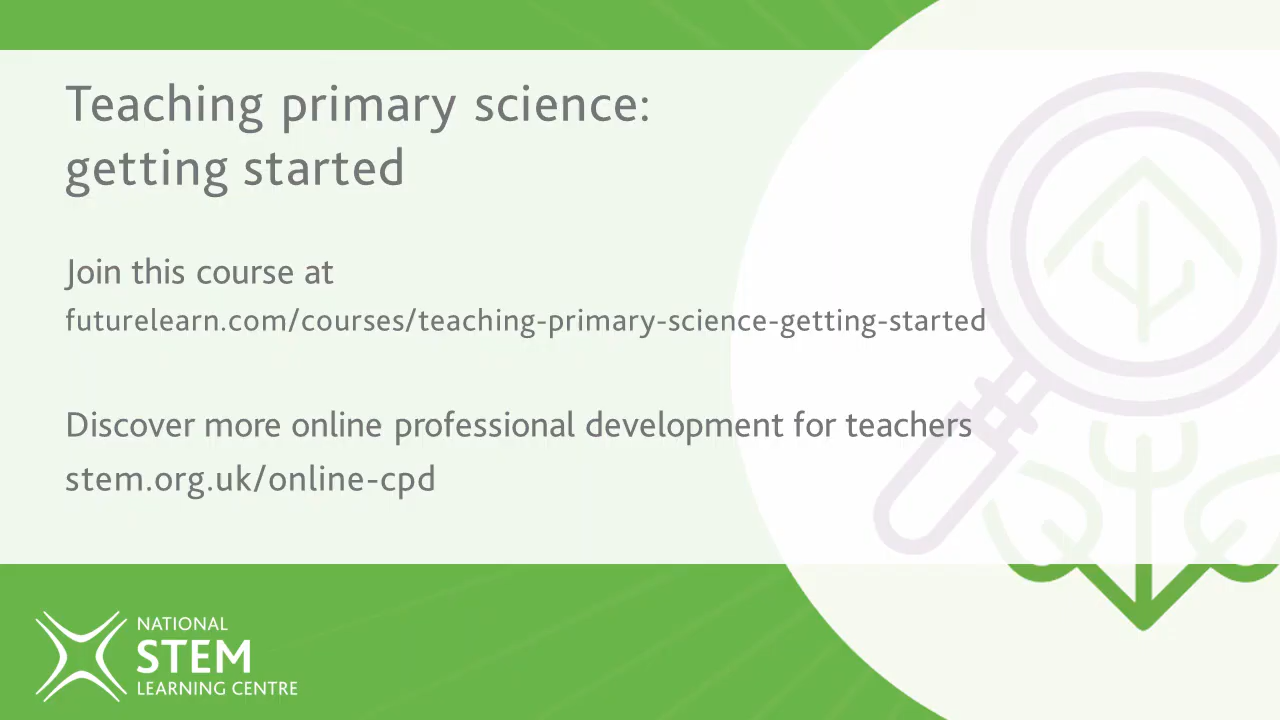 Teaching primary science:
getting started
Join this course at
futurelearn.com/courses/teaching-primary-science-getting-started
Discover more online professional development for teachers
stem.org.uk/online-cpd
NATIONAL
STEM
LEARNING CENTRE